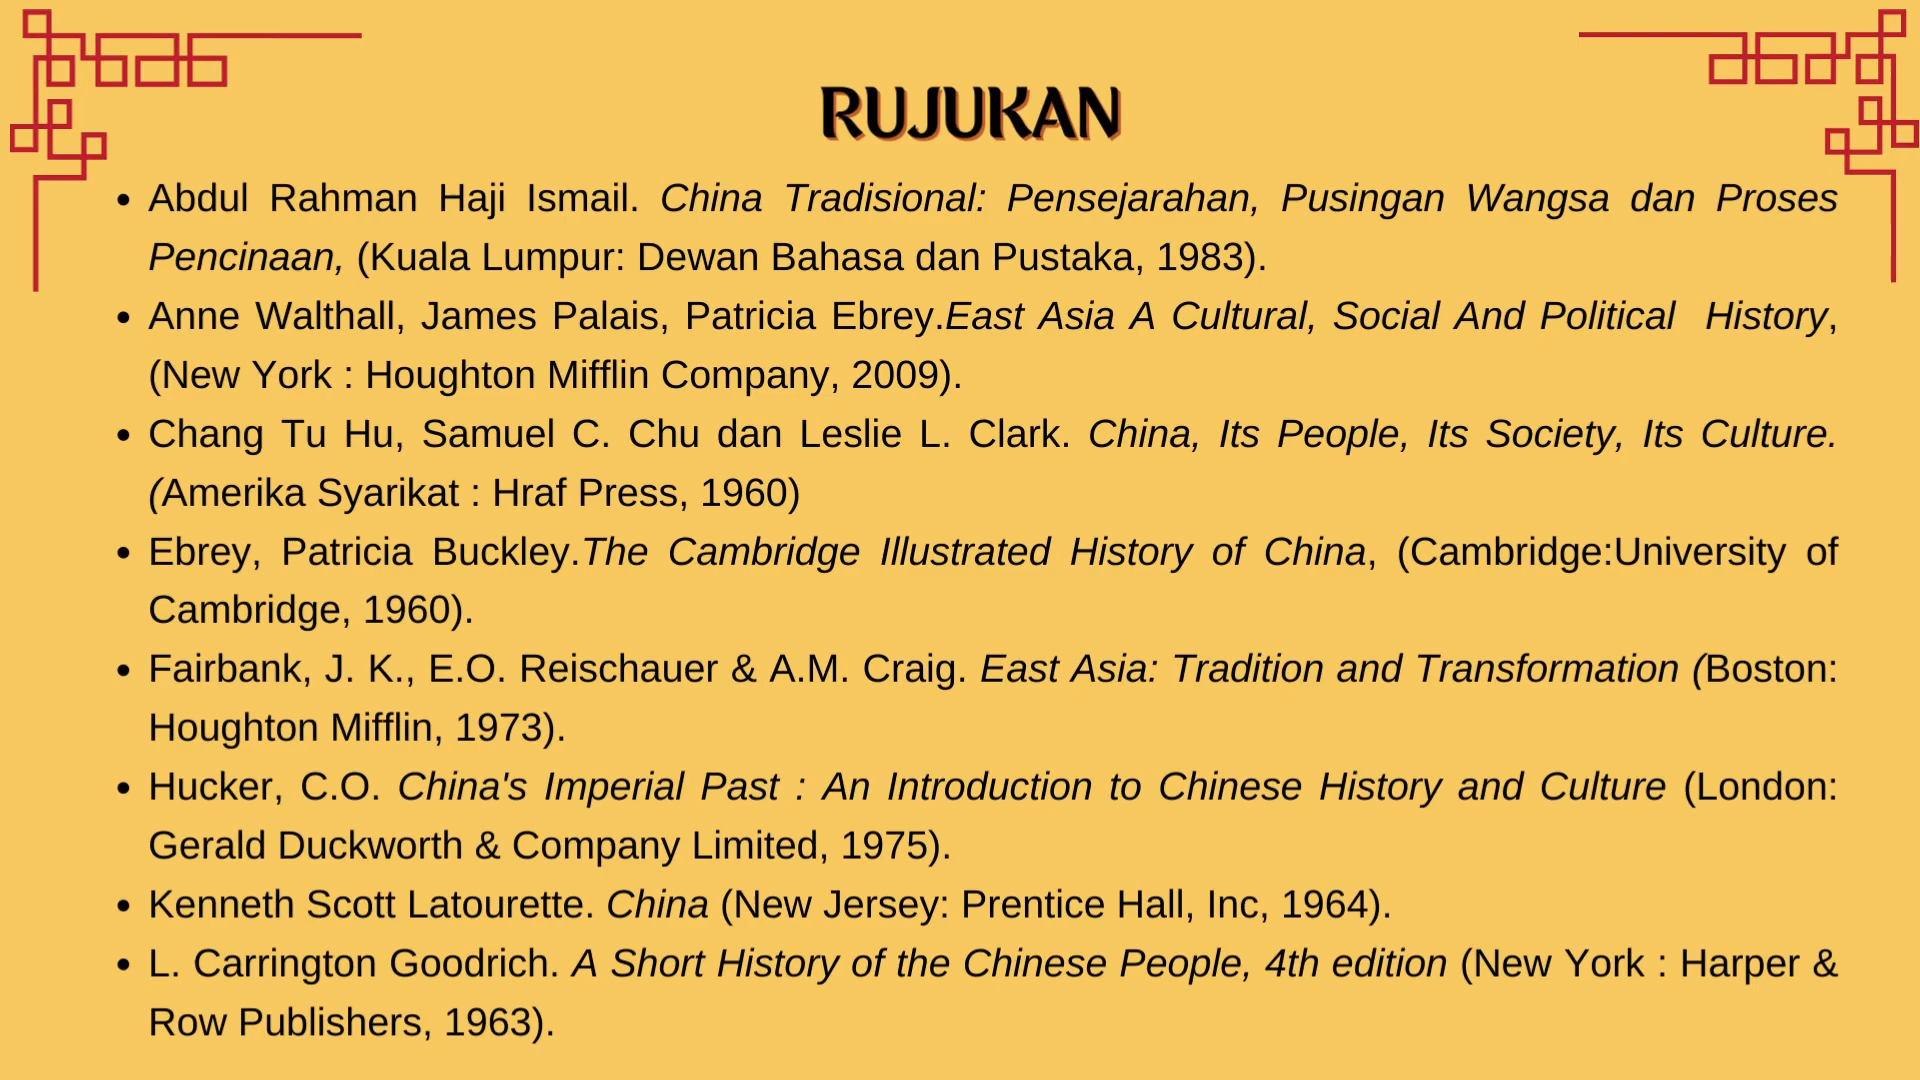 RUJUKAN
• Abdul Rahman Haji Ismail. China Tradisional: Pensejarahan, Pusingan Wangsa dan Proses
Pencinaan, (Kuala Lumpur: Dewan Bahasa dan Pustaka, 1983).
• Anne Walthall, James Palais, Patricia Ebrey.East Asia A Cultural, Social And Political History,
(New York : Houghton Mifflin Company, 2009).
• Chang Tu Hu, Samuel C. Chu dan Leslie L. Clark. China, Its People, Its Society, Its Culture.
(Amerika Syarikat : Hraf Press, 1960)
• Ebrey, Patricia Buckley.The Cambridge Illustrated History of China, (Cambridge:University of
Cambridge, 1960).
• Fairbank, J. K., E.O. Reischauer & A.M. Craig. East Asia: Tradition and Transformation (Boston:
Houghton Mifflin, 1973).
• Hucker, C.O. China's Imperial Past : An Introduction to Chinese History and Culture (London:
Gerald Duckworth & Company Limited, 1975).
• Kenneth Scott Latourette. China (New Jersey: Prentice Hall, Inc, 1964).
• L. Carrington Goodrich. A Short History of the Chinese People, 4th edition (New York : Harper &
Row Publishers, 1963).